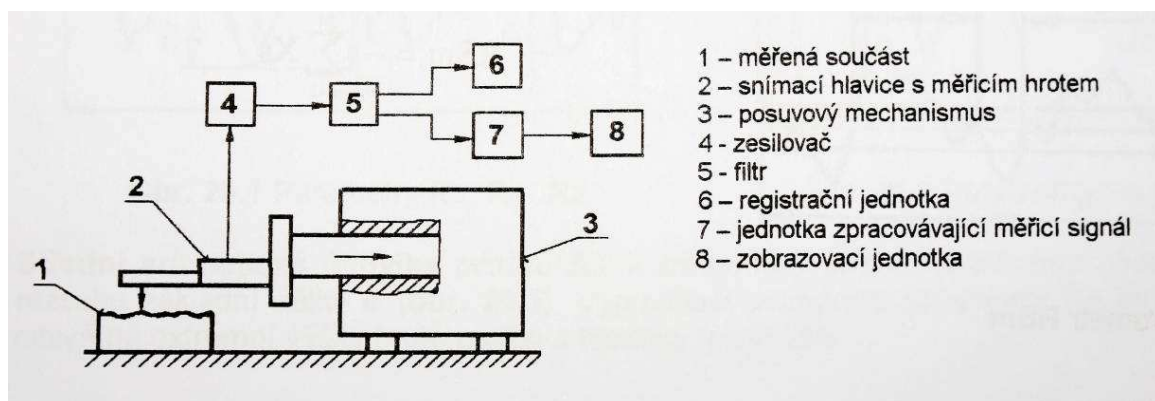 6
4
5
7
8
2
3
1
1 – měřená součást
2 – snímací hlavice s měřicím hrotem
3 – posuvový mechanismus
4 - zesilovač
5 - filtr
6 – registrační jednotka
7 – jednotka zpracovávající měřicí signál
8 – zobrazovací jednotka